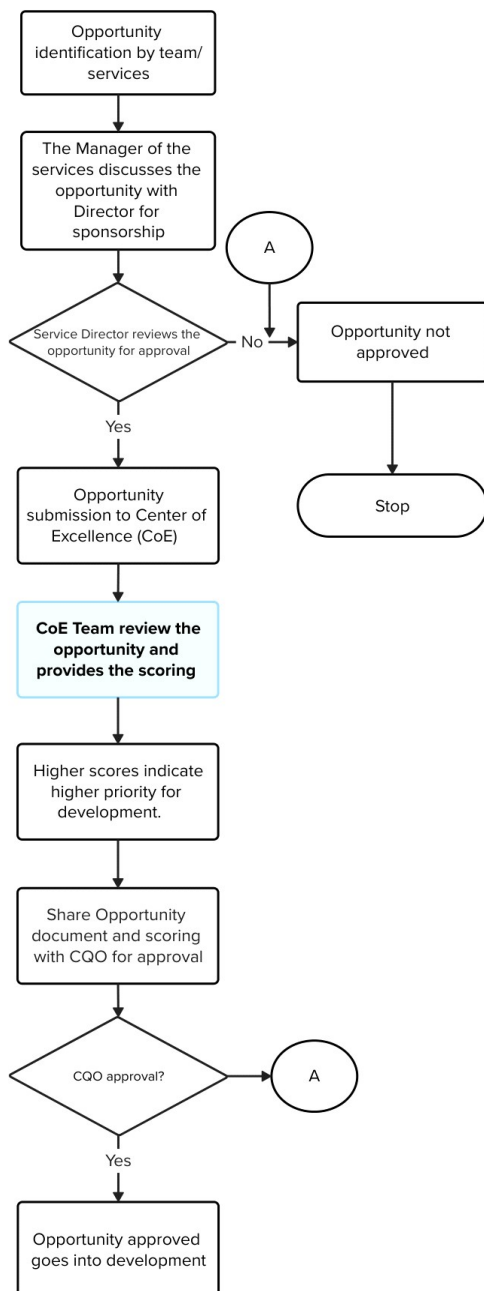 Opportunity
identification by team/
services
The Manager of the
services discusses the
opportunity with
Director for
sponsorship
A
Service Director reviews the
opportunity for approval
No
Opportunity not
approved
Yes
Stop
Opportunity
submission to Center of
Excellence (CoE)
CoE Team review the
opportunity and
provides the scoring
Higher scores indicate
higher priority for
development.
Share Opportunity
document and scoring
with CQO for approval
CQO approval?
A
Yes
Opportunity approved
goes into development